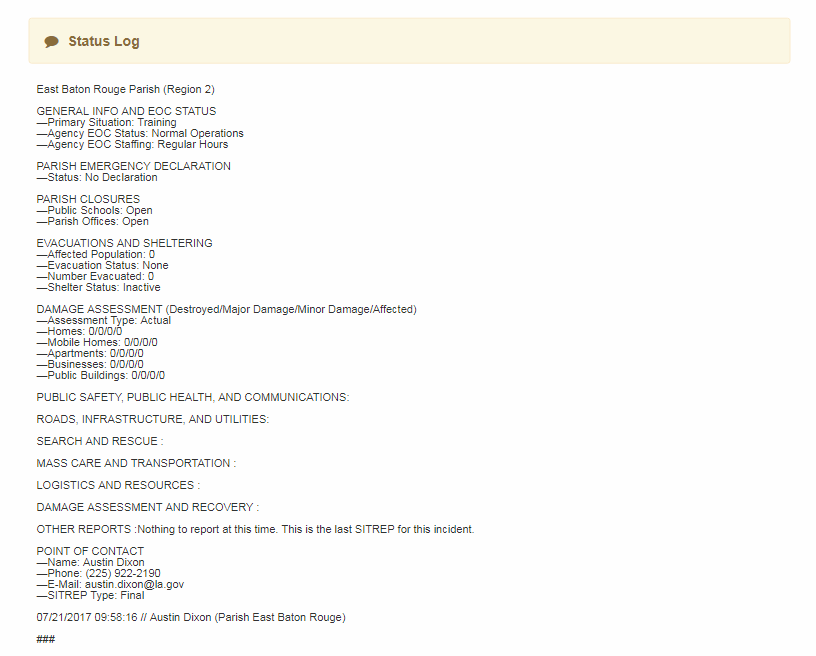 Status Log
East Baton Rouge Parish (Region 2)
GENERAL INFO AND EOC STATUS
—Primary Situation: Training
—Agency EOC Status: Normal Operations
—Agency EOC Staffing: Regular Hours
PARISH EMERGENCY DECLARATION
—Status: No Declaration
PARISH CLOSURES
—Public Schools: Open
—Parish Offices: Open
EVACUATIONS AND SHELTERING
—Affected Population: 0
—Evacuation Status: None
—Number Evacuated: 0
—Shelter Status: Inactive
DAMAGE ASSESSMENT (Destroyed/Major Damage/Minor Damage/Affected)
—Assessment Type: Actual
—Homes: 0/0/0/0
—Mobile Homes: 0/0/0/0
—Apartments: 0/0/0/0
—Businesses: 0/0/0/0
—Public Buildings: 0/0/0/0
PUBLIC SAFETY, PUBLIC HEALTH, AND COMMUNICATIONS:
ROADS, INFRASTRUCTURE, AND UTILITIES:
SEARCH AND RESCUE :
MASS CARE AND TRANSPORTATION :
LOGISTICS AND RESOURCES :
DAMAGE ASSESSMENT AND RECOVERY :
OTHER REPORTS :Nothing to report at this time. This is the last SITREP for this incident.
POINT OF CONTACT
—Name: Austin Dixon
—Phone: (225) 922-2190
—E-Mail: austin.dixon@la.gov
—SITREP Type: Final
07/21/2017 09:58:16 // Austin Dixon (Parish East Baton Rouge)
###